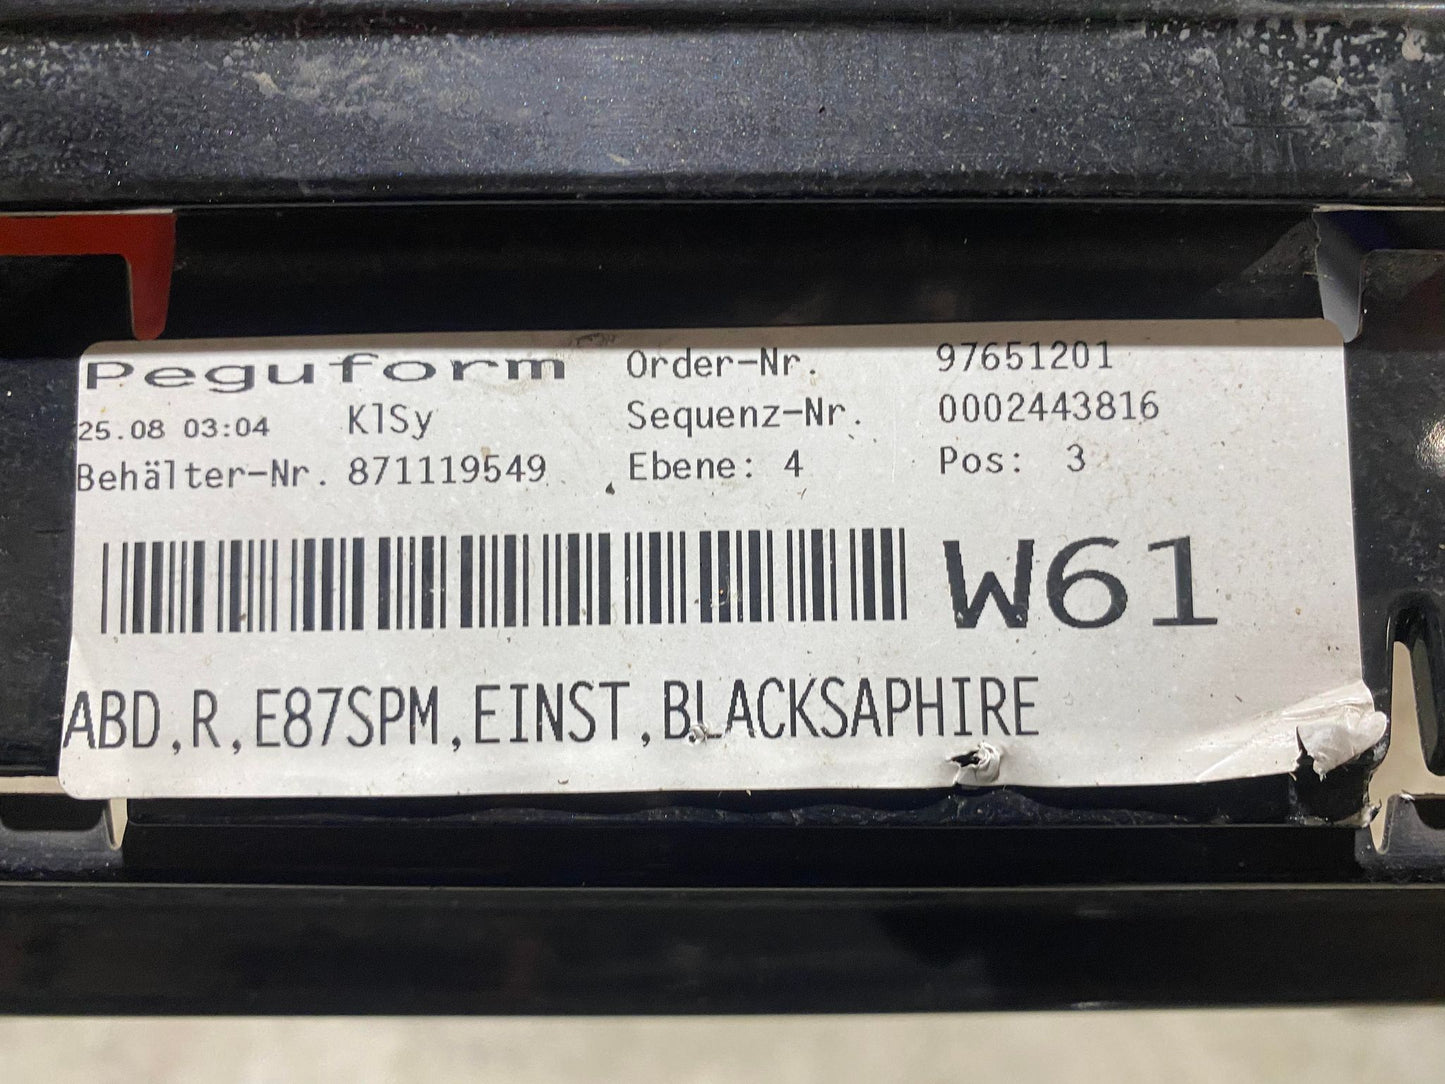 Peguform Order-Nr. 97651201
25.08 03:04 KlSy Sequenz-Nr. 0002443816
Behälter-Nr. 871119549 Ebene: 4 Pos: 3
W61
ABD,R,E87SPM,EINST,BLACKSAPHIRE